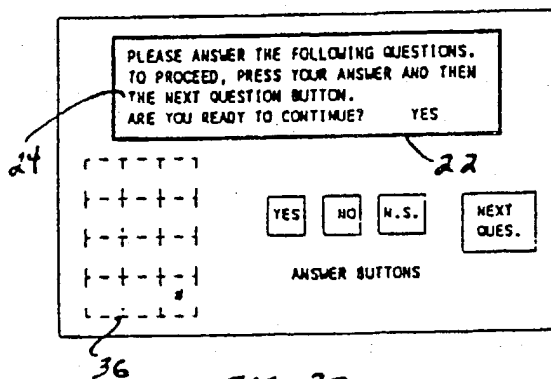 PLEASE ANSWER THE FOLLOWING QUESTIONS.
TO PROCEED, PRESS YOUR ANSWER AND THEN
THE NEXT QUESTION BUTTON.
ARE YOU READY TO CONTINUE? YES
24
22
YES NO N.S. NEXT
QUES.
ANSWER BUTTONS
#
36